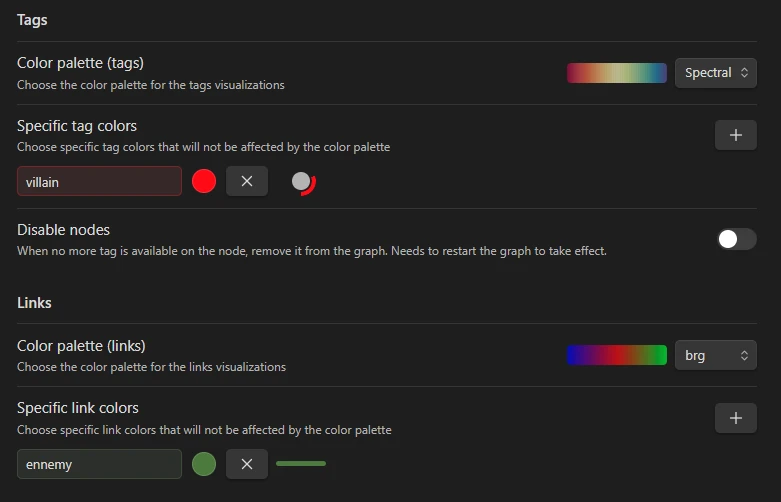 Tags
Color palette (tags)
Choose the color palette for the tags visualizations
Spectral
Specific tag colors
Choose specific tag colors that will not be affected by the color palette
villain
Disable nodes
When no more tag is available on the node, remove it from the graph. Needs to restart the graph to take effect.
Links
Color palette (links)
Choose the color palette for the links visualizations
brg
Specific link colors
Choose specific link colors that will not be affected by the color palette
ennemy